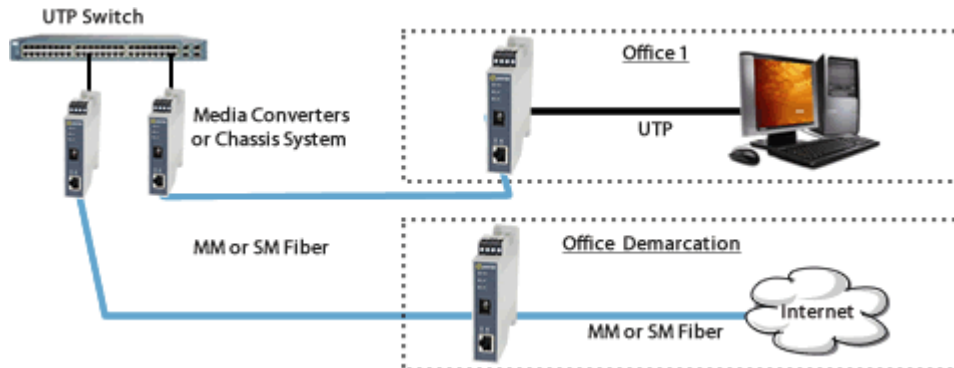 UTP Switch
Media Converters
or Chassis System
Office 1
UTP
MM or SM Fiber
Office Demarcation
MM or SM Fiber
Internet